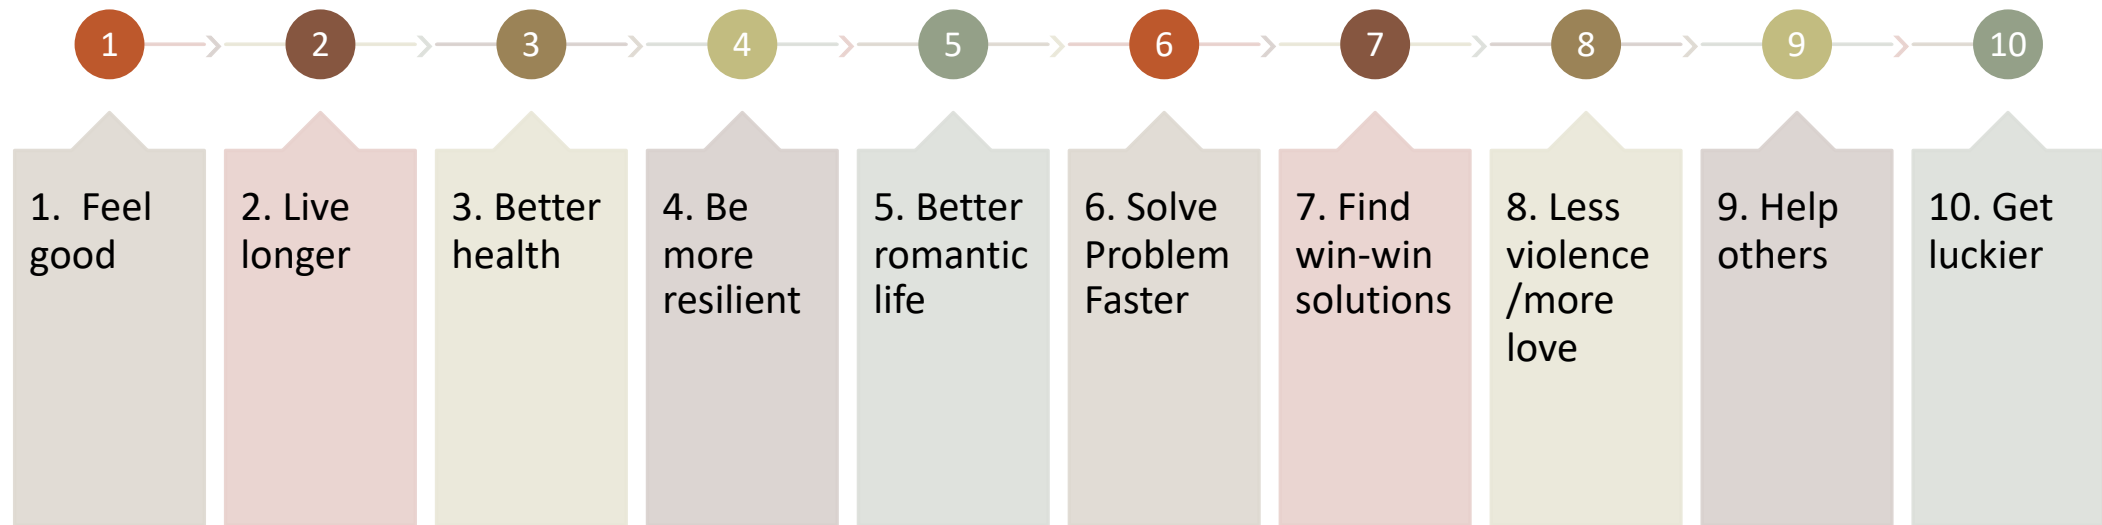 1
2
3
4
5
6
7
8
9
10
1. Feel
good
2. Live
longer
3. Better
health
4. Be
more
resilient
5. Better
romantic
life
6. Solve
Problem
Faster
7. Find
win-win
solutions
8. Less
violence
/more
love
9. Help
others
10. Get
luckier